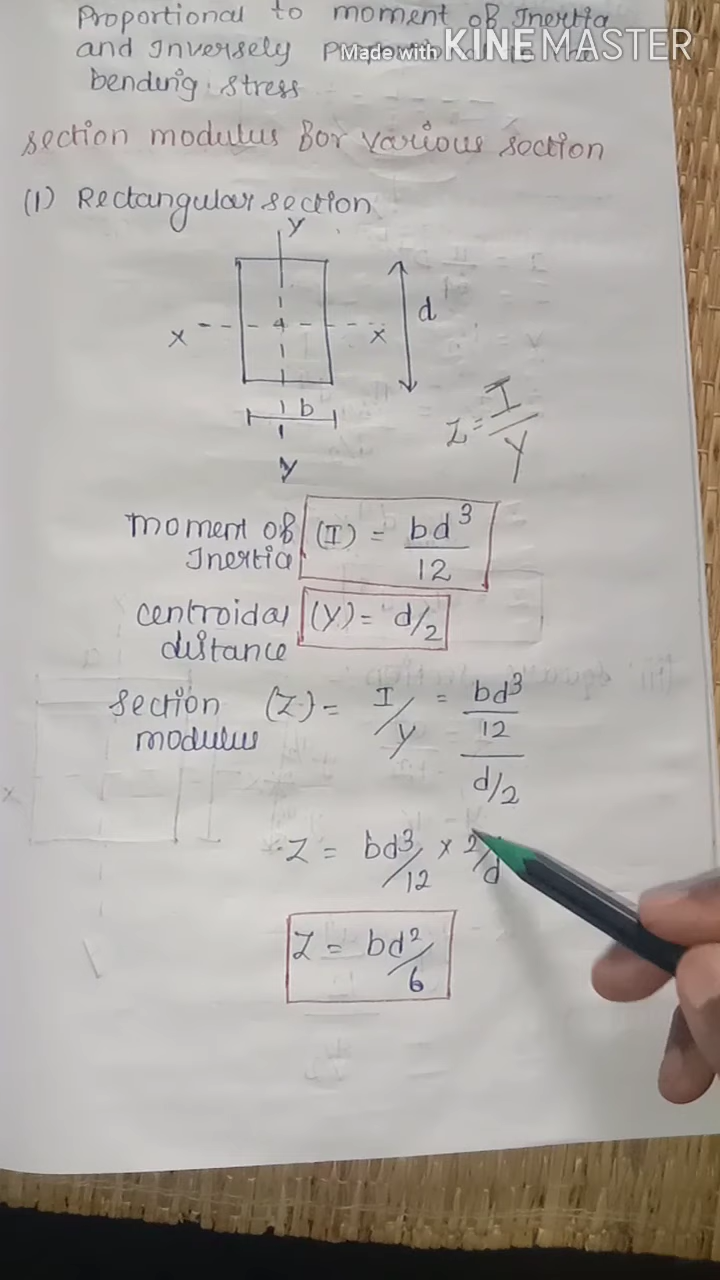 Proportional to moment of Inertia
and Inversely
Made with KINEMASTER
bending stress
section modulus for various section
(1) Rectangular section
y
d
x x
b
y
Z = I/y
moment of Inertia (I) = bd³/12
centroidal distance (y) = d/2
section modulus (Z) = I/y = bd³/12 / d/2
Z = bd³/12 × 2/d
Z = bd²/6